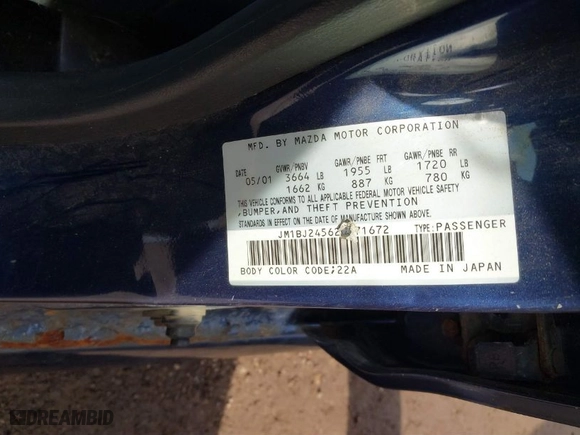 MFD. BY MAZDA MOTOR CORPORATION
DATE GVWR/PNBV GAWR/PNBE FRT GAWR/PNBE RR
05/01 3664 LB 1955 LB 1720 LB
1662 KG 887 KG 780 KG
THIS VEHICLE CONFORMS TO ALL APPLICABLE FEDERAL MOTOR VEHICLE SAFETY
,BUMPER,AND THEFT PREVENTION
STANDARDS IN EFFECT ON THE DATE OF MANUFACTURE SHOWN ABOVE.
TYPE:PASSENGER
BODY COLOR CODE;22A MADE IN JAPAN
DREAMBID